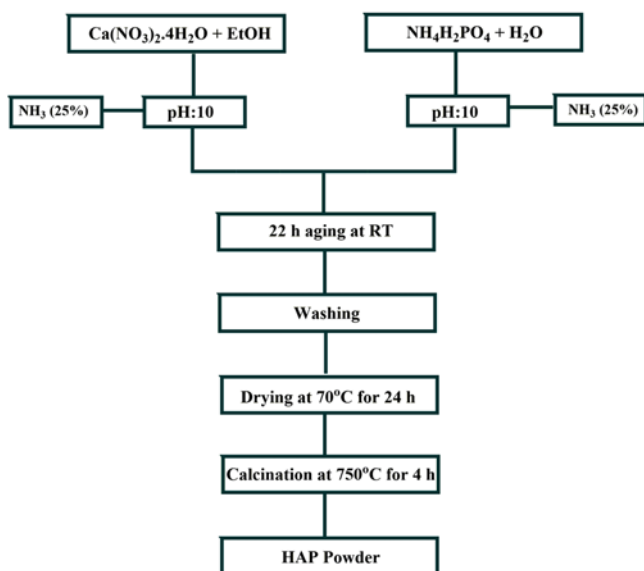 Ca(NO₃)₂.4H₂O + EtOH
NH₄H₂PO₄ + H₂O
NH₃ (25%)
pH:10
pH:10
NH₃ (25%)
22 h aging at RT
Washing
Drying at 70°C for 24 h
Calcination at 750°C for 4 h
HAP Powder